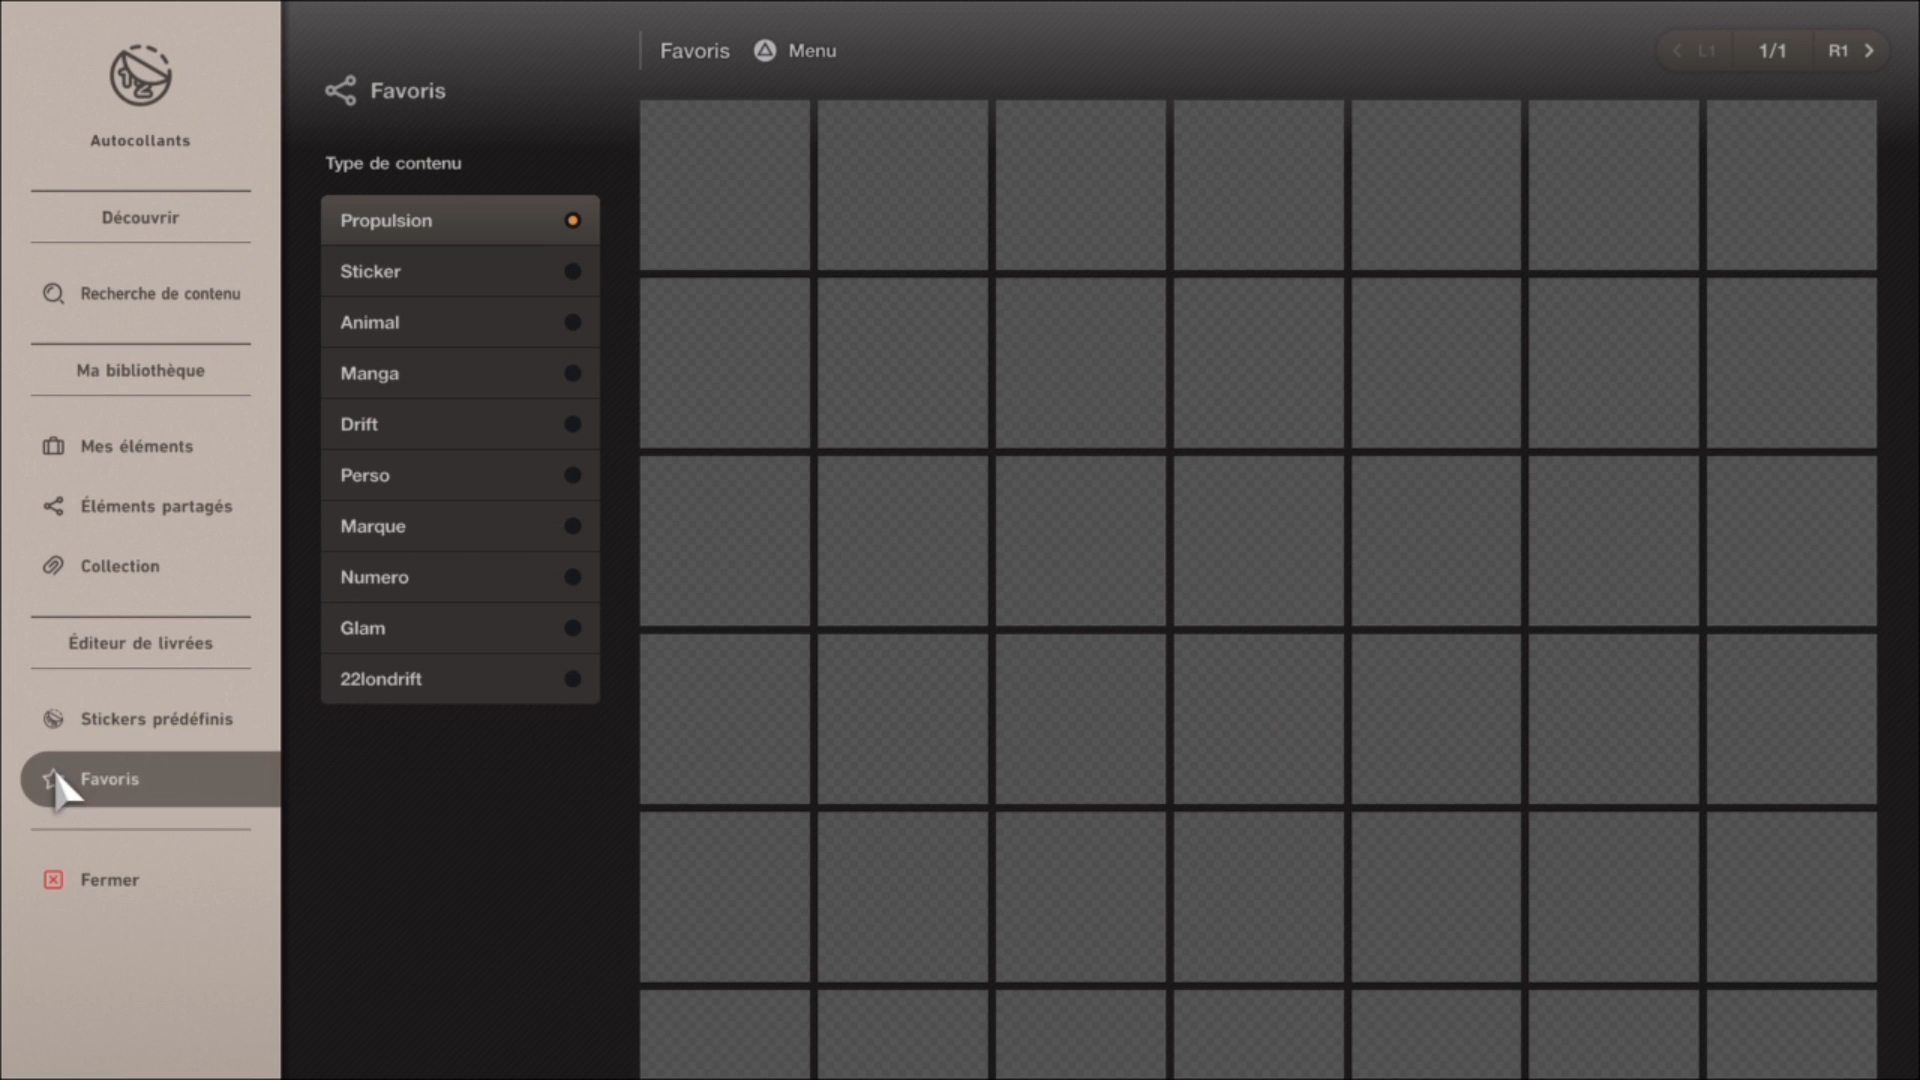 Autocollants
Découvrir
Recherche de contenu
Ma bibliothèque
Mes éléments
Éléments partagés
Collection
Éditeur de livrées
Stickers prédéfinis
Favoris
Fermer
Favoris
Type de contenu
Propulsion
Sticker
Animal
Manga
Drift
Perso
Marque
Numero
Glam
22londrift
Favoris Menu
L1 1/1 R1